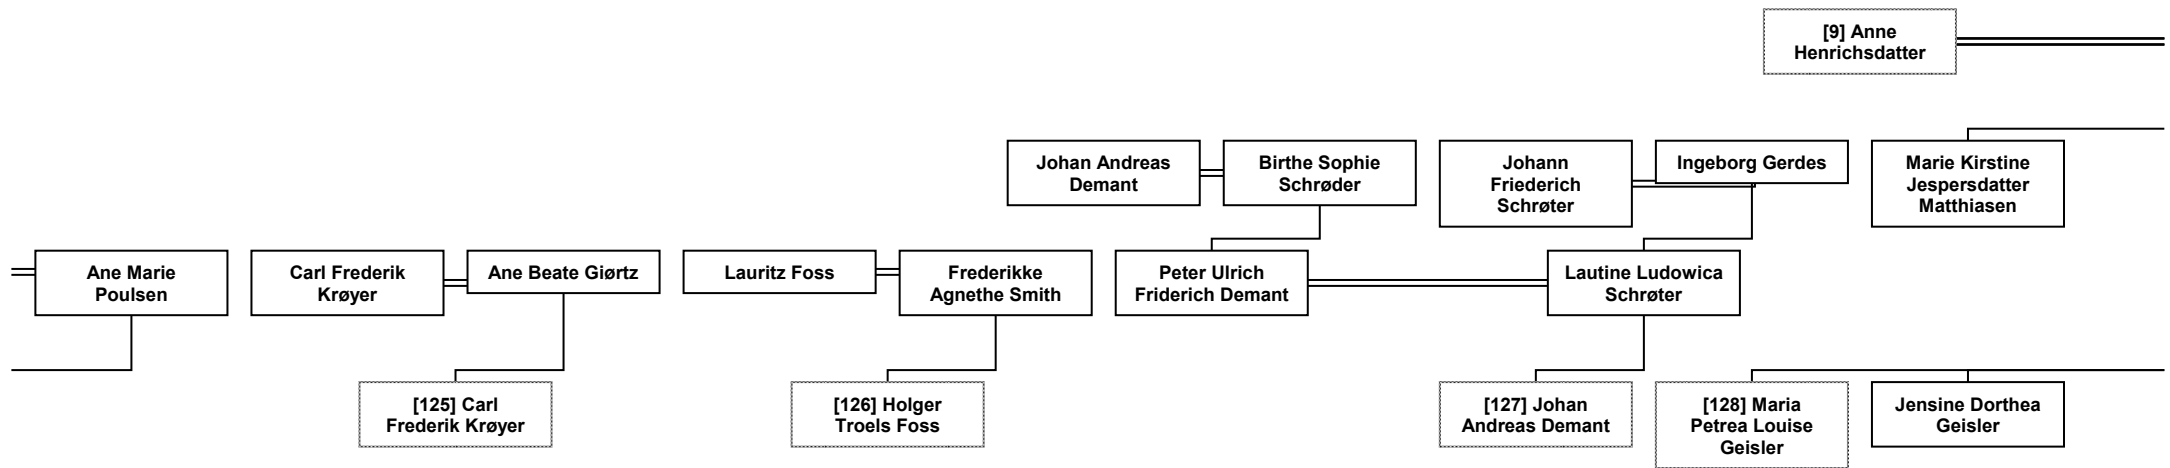 [9] Anne
Henrichsdatter
Johan Andreas
Demant
Birthe Sophie
Schrøder
Johann
Friederich
Schrøter
Ingeborg Gerdes
Marie Kirstine
Jespersdatter
Matthiasen
Ane Marie
Poulsen
Carl Frederik
Krøyer
Ane Beate Giørtz
Lauritz Foss
Frederikke
Agnethe Smith
Peter Ulrich
Friderich Demant
Lautine Ludowica
Schrøter
[125] Carl
Frederik Krøyer
[126] Holger
Troels Foss
[127] Johan
Andreas Demant
[128] Maria
Petrea Louise
Geisler
Jensine Dorthea
Geisler